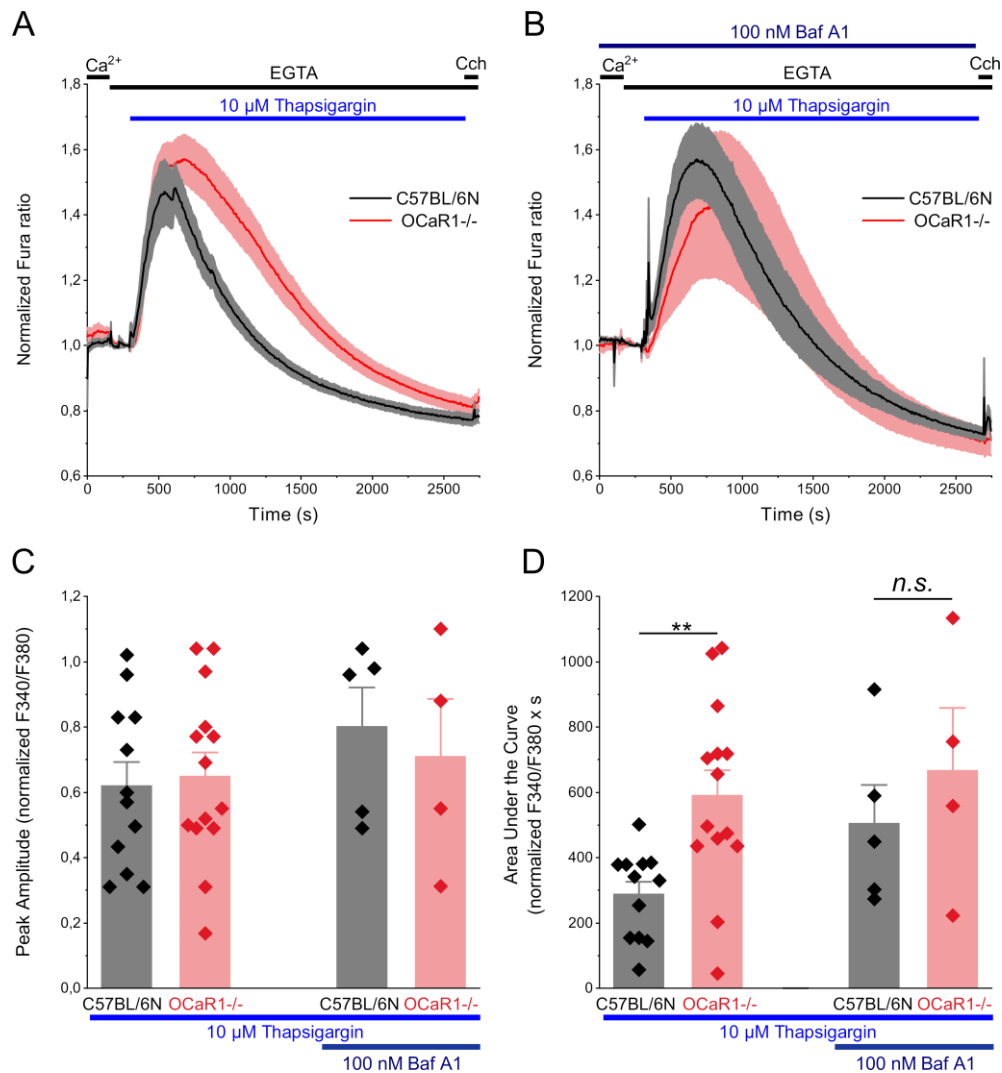 A
Ca2+
EGTA
Cch
10 µM Thapsigargin
1,8
1,6
1,4
1,2
1,0
0,8
0,6
Normalized Fura ratio
C57BL/6N
OCaR1-/-
0
500
1000
1500
2000
2500
Time (s)
B
100 nM Baf A1
Ca2+
EGTA
Cch
10 µM Thapsigargin
1,8
1,6
1,4
1,2
1,0
0,8
0,6
Normalized Fura ratio
C57BL/6N
OCaR1-/-
0
500
1000
1500
2000
2500
Time (s)
C
1,2
1,0
0,8
0,6
0,4
0,2
0,0
Peak Amplitude (normalized F340/F380)
C57BL/6N OCaR1-/- C57BL/6N OCaR1-/-
10 µM Thapsigargin
100 nM Baf A1
D
1200
1000
800
600
400
200
0
Area Under the Curve
(normalized F340/F380 x s
**
n.s.
C57BL/6N OCaR1-/- C57BL/6N OCaR1-/-
10 µM Thapsigargin
100 nM Baf A1